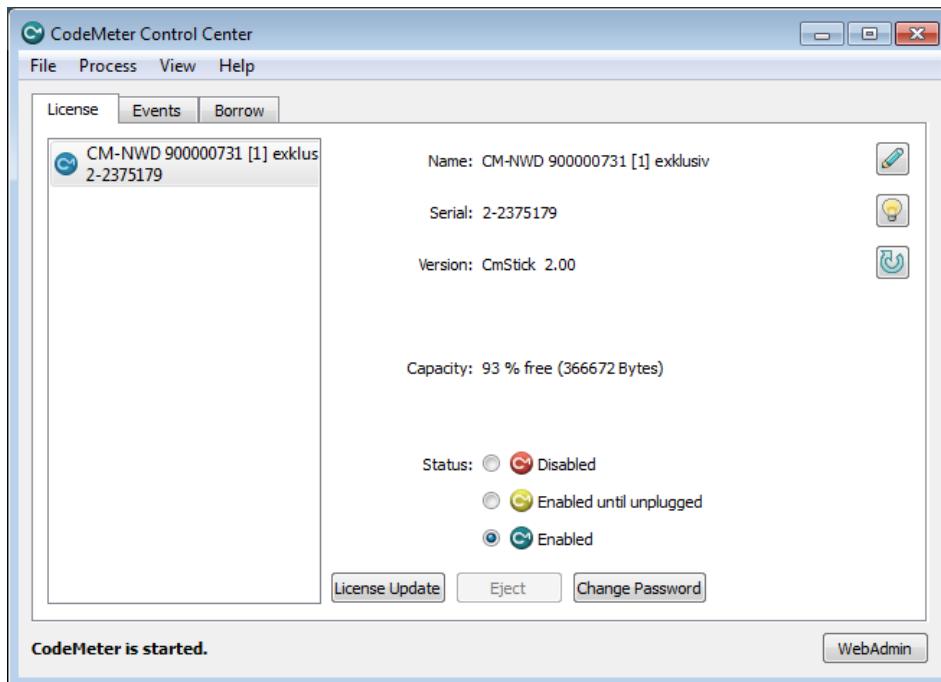 CodeMeter Control Center
File Process View Help
License Events Borrow
CM-NWD 900000731 [1] exklus
2-2375179
Name: CM-NWD 900000731 [1] exklusiv
Serial: 2-2375179
Version: CmStick 2.00
Capacity: 93 % free (366672 Bytes)
Status: Disabled
Enabled until unplugged
Enabled
License Update Eject Change Password
CodeMeter is started. WebAdmin